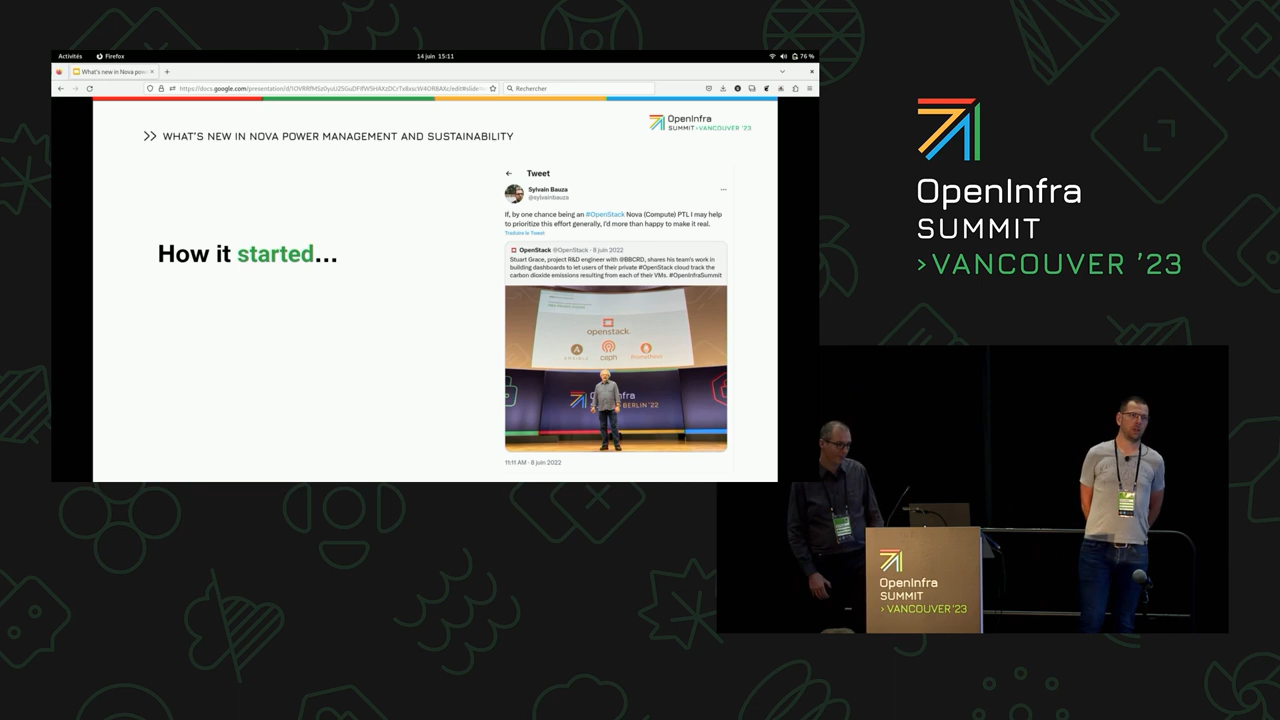 Activités
Firefox
14 juin 15:11
76 %
What's new in Nova pow
Rechercher
>> WHAT'S NEW IN NOVA POWER MANAGEMENT AND SUSTAINABILITY
OpenInfra
SUMMIT >VANCOUVER '23
How it started...
Tweet
Sylvain Bauza
@sylvainbauza
If, by one chance being an #OpenStack Nova (Compute) PTL I may help
to prioritize this effort generally, I'd more than happy to make it real.
Traduire le Tweet
OpenStack @OpenStack · 8 juin 2022
Stuart Grace, project R&D engineer with @BBCRD, shares his team's work in
building dashboards to let users of their private #OpenStack cloud track the
carbon dioxide emissions resulting from each of their VMs. #OpenInfraSummit
openstack.
ANSIBLE
ceph
BERLIN '22
11:11 AM · 8 juin 2022
OpenInfra
SUMMIT
>VANCOUVER '23
OpenInfra
SUMMIT
>VANCOUVER '23